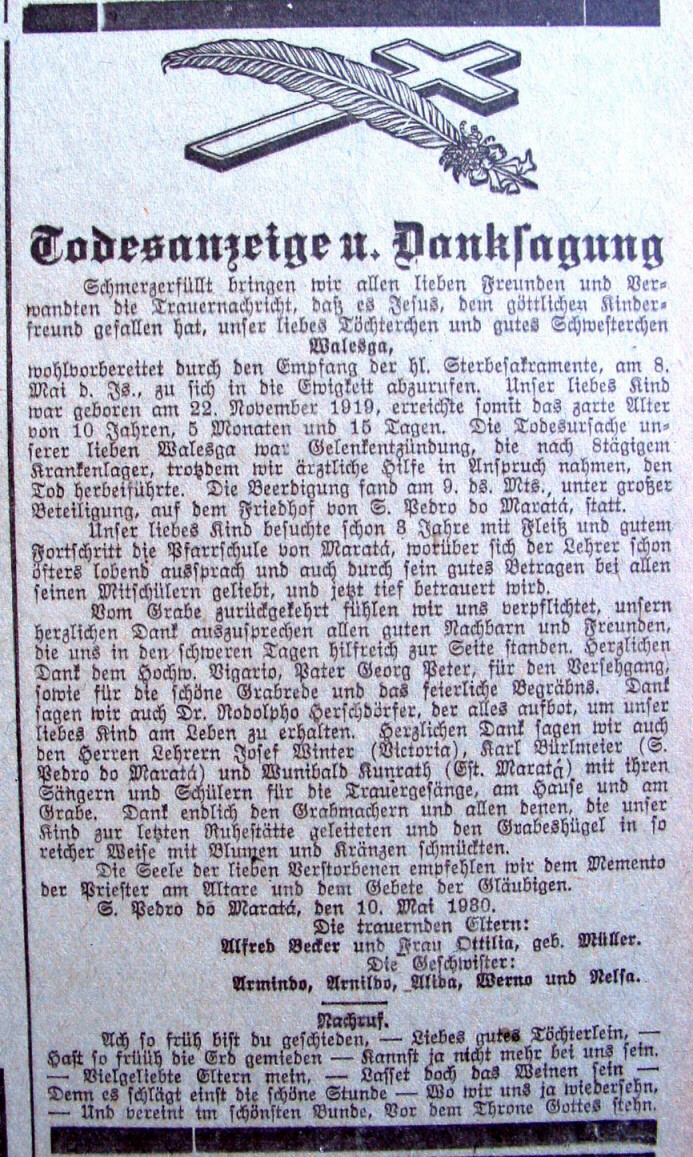 Todesanzeige u. Danksagung
Schmerzerfüllt bringen wir allen lieben Freunden und Ver-
wandten die Trauernachricht, daß es Jesus, dem göttlichen Kinder-
freund gefallen hat, unser liebes Töchterchen und gutes Schwesterchen
Walesga,
wohlvorbereitet durch den Empfang der hl. Sterbesakramente, am 8.
Mai d. Js., zu sich in die Ewigkeit abzurufen. Unser liebes Kind
war geboren am 22. November 1919, erreichte somit das zarte Alter
von 10 Jahren, 5 Monaten und 15 Tagen. Die Todesursache un-
serer lieben Walesga war Gelenkentzündung, die nach 8tägigem
Krankenlager, trotzdem wir ärztliche Hilfe in Anspruch nahmen, den
Tod herbeiführte. Die Beerdigung fand am 9. ds. Mts., unter großer
Beteiligung, auf dem Friedhof von S. Pedro do Maratá, statt.
Unser liebes Kind besuchte schon 3 Jahre mit Fleiß und gutem
Fortschritt die Pfarrschule von Maratá, worüber sich der Lehrer schon
öfters lobend aussprach und auch durch sein gutes Betragen bei allen
seinen Mitschülern geliebt, und jetzt tief betrauert wird.
Vom Grabe zurückgekehrt fühlen wir uns verpflichtet, unsern
herzlichen Dank auszusprechen allen guten Nachbarn und Freunden,
die uns in den schweren Tagen hilfreich zur Seite standen. Herzlichen
Dank dem Hochw. Vigario, Pater Georg Peter, für den Versehgang,
sowie für die schöne Grabrede und das feierliche Begräbns. Dank
sagen wir auch Dr. Rodolpho Herschdörfer, der alles aufbot, um unser
liebes Kind am Leben zu erhalten. Herzlichen Dank sagen wir auch
den Herren Lehrern Josef Winter (Victoria), Karl Bürlmeier (S.
Pedro do Maratá) und Wunibald Kunrath (Est. Maratá) mit ihren
Sängern und Schülern für die Trauergesänge, am Hause und am
Grabe. Dank endlich den Grabmachern und allen denen, die unser
Kind zur letzten Ruhestätte geleiteten und den Grabeshügel in so
reicher Weise mit Blumen und Kränzen schmückten.
Die Seele der lieben Verstorbenen empfehlen wir dem Memento
der Priester am Altare und dem Gebete der Gläubigen.
S. Pedro do Maratá, den 10. Mai 1930.
Die trauernden Eltern:
Alfred Becker und Frau Ottilia, geb. Müller.
Die Geschwister:
Armindo, Arnildo, Alida, Werno und Nelsa.
Nachruf.
Ach so früh bist du geschieden, — Liebes gutes Töchterlein, —
Hast so früüh die Erd gemieden — Kannst ja nicht mehr bei uns sein.
— Vielgeliebte Eltern mein, — Lasset doch das Weinen sein —
Denn es schlägt einst die schöne Stunde — Wo wir uns ja wiedersehn,
— Und vereint im schönsten Bunde, Vor dem Throne Gottes stehn.